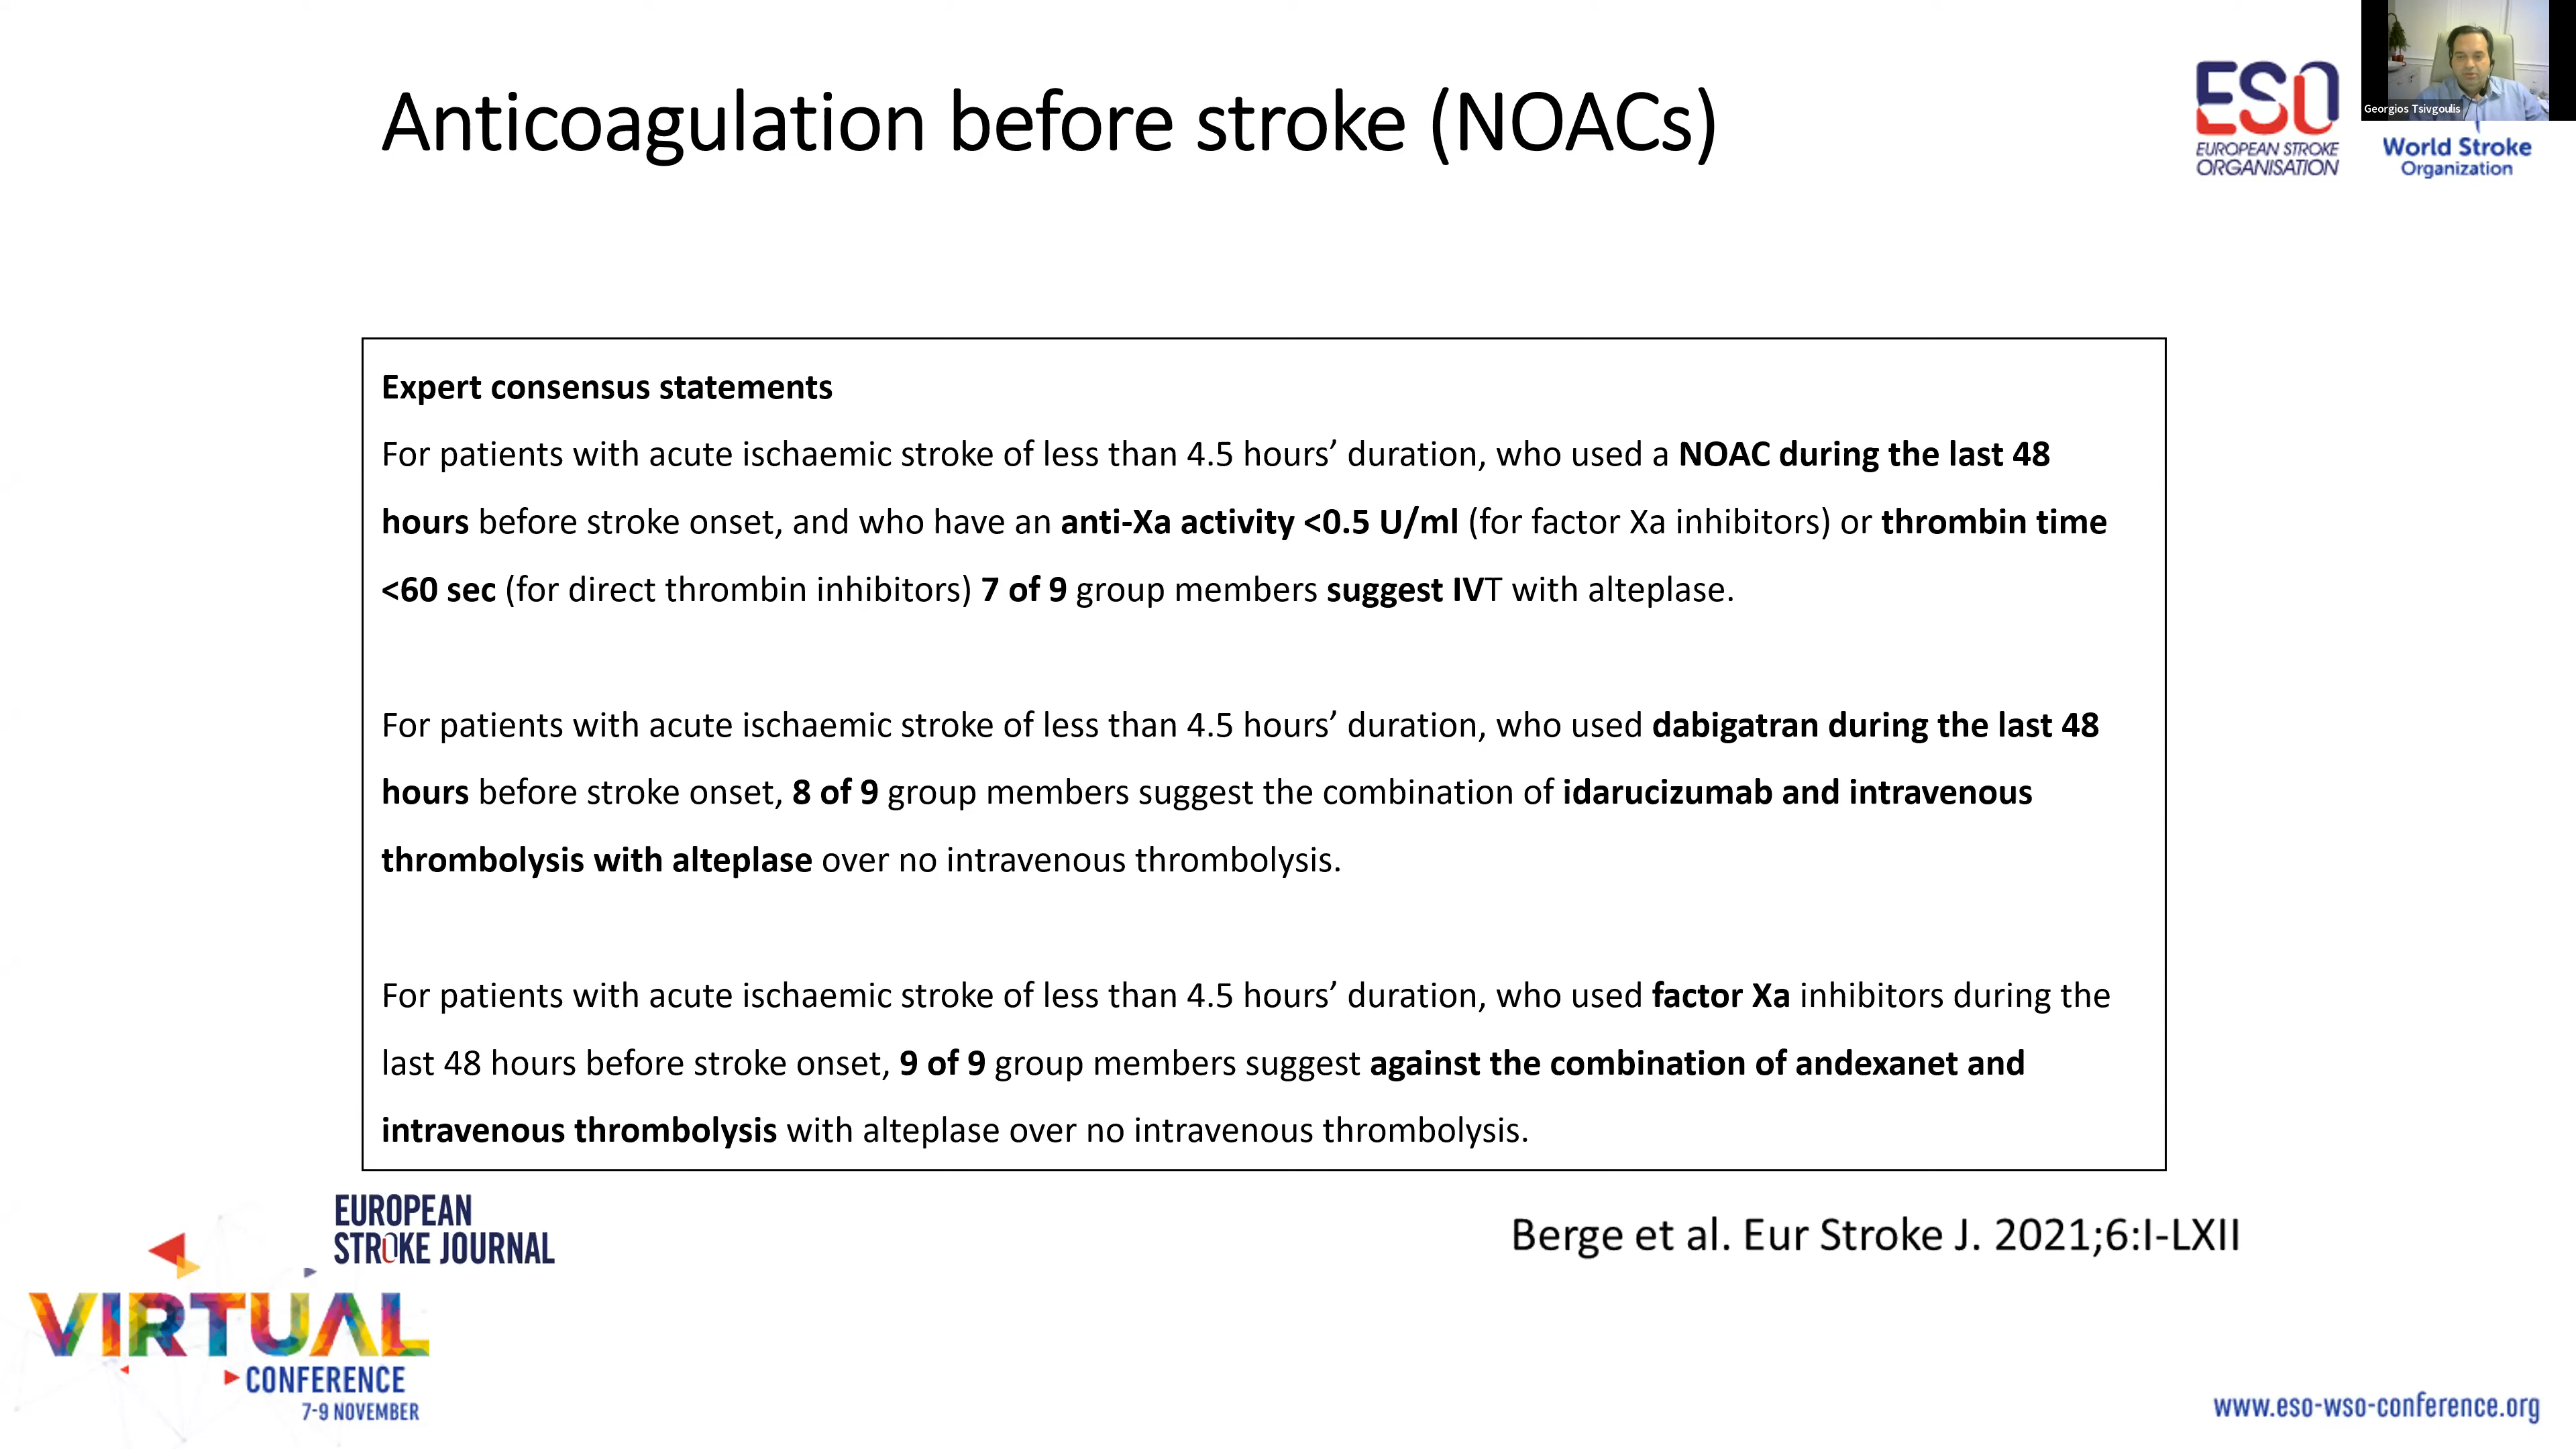 Anticoagulation before stroke (NOACs)
ESO
EUROPEAN STROKE
ORGANISATION
Georgios Tsivgoulis
World Stroke
Organization
Expert consensus statements
For patients with acute ischaemic stroke of less than 4.5 hours’ duration, who used a NOAC during the last 48
hours before stroke onset, and who have an anti-Xa activity <0.5 U/ml (for factor Xa inhibitors) or thrombin time
<60 sec (for direct thrombin inhibitors) 7 of 9 group members suggest IVT with alteplase.
For patients with acute ischaemic stroke of less than 4.5 hours’ duration, who used dabigatran during the last 48
hours before stroke onset, 8 of 9 group members suggest the combination of idarucizumab and intravenous
thrombolysis with alteplase over no intravenous thrombolysis.
For patients with acute ischaemic stroke of less than 4.5 hours’ duration, who used factor Xa inhibitors during the
last 48 hours before stroke onset, 9 of 9 group members suggest against the combination of andexanet and
intravenous thrombolysis with alteplase over no intravenous thrombolysis.
EUROPEAN
STROKE JOURNAL
Berge et al. Eur Stroke J. 2021;6:I-LXII
VIRTUAL
CONFERENCE
7-9 NOVEMBER
www.eso-wso-conference.org